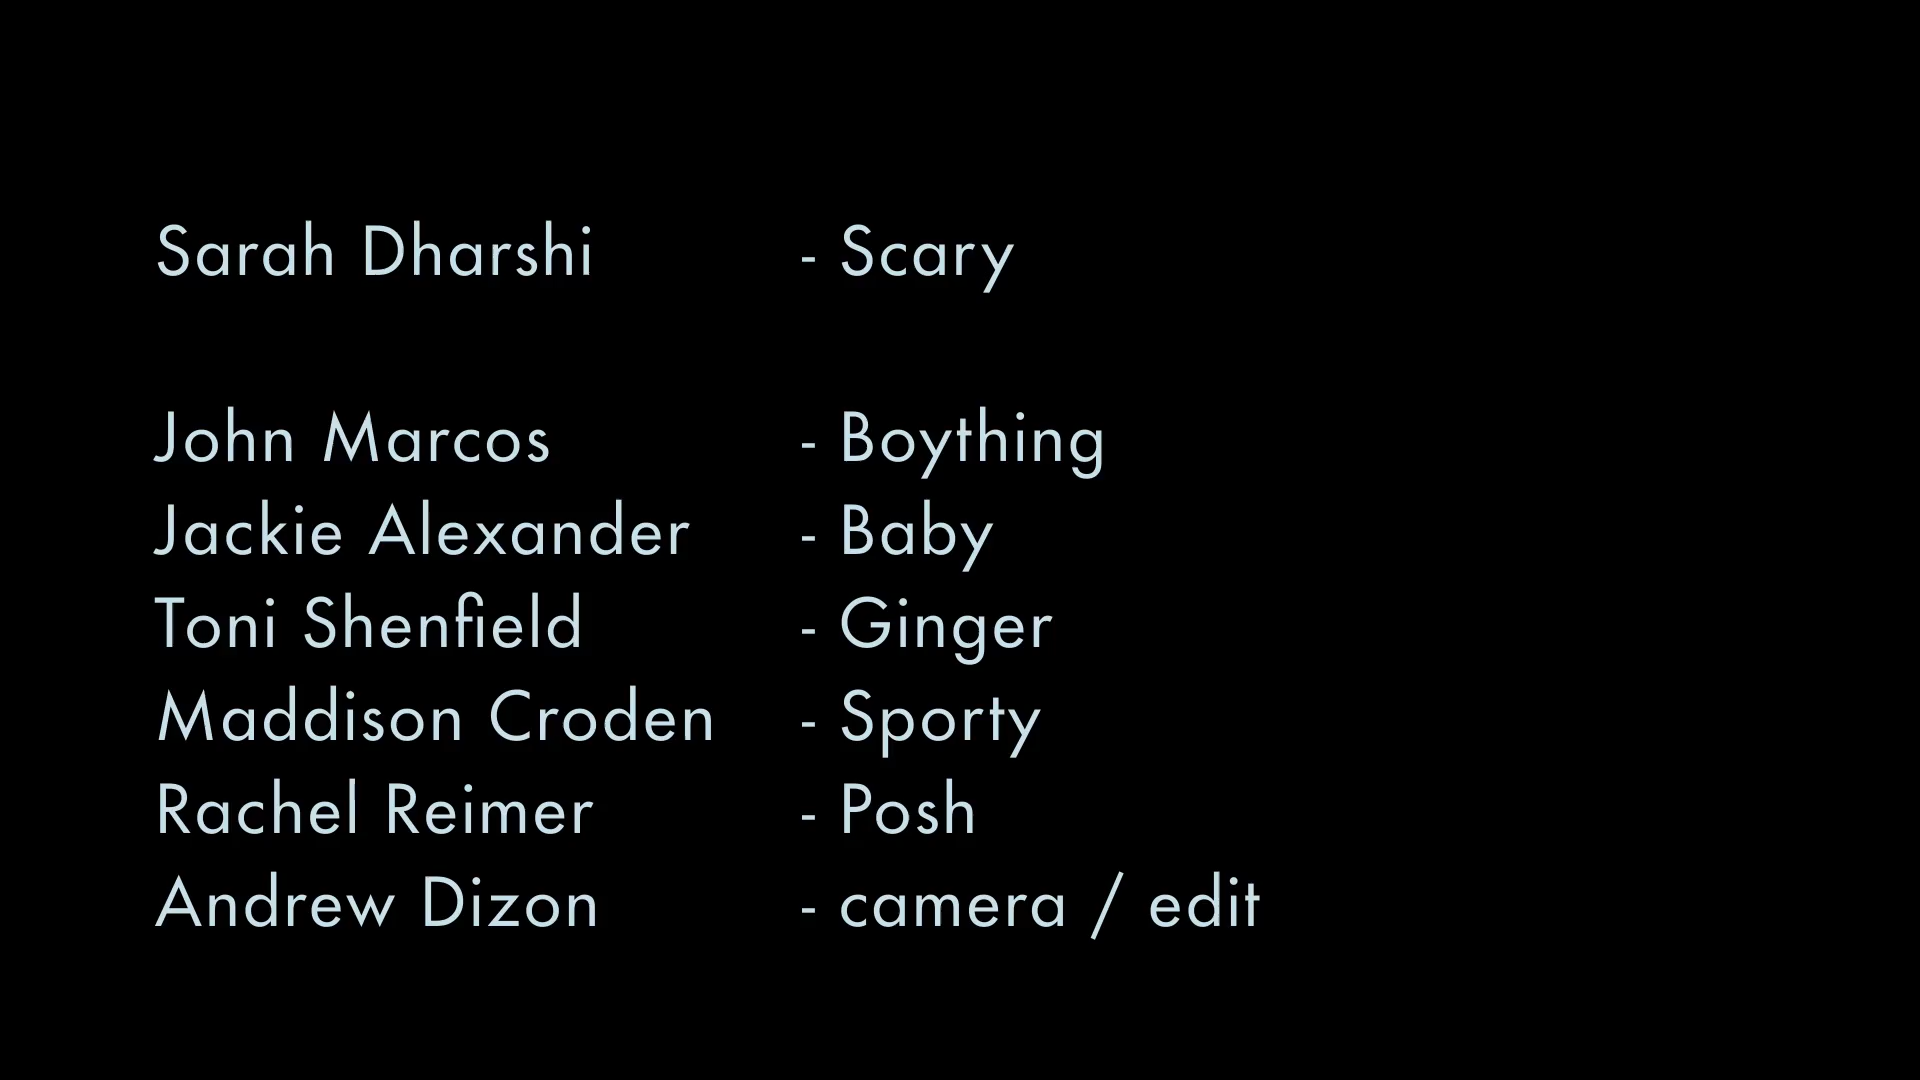 Sarah Dharshi - Scary
John Marcos - Boything
Jackie Alexander - Baby
Toni Shenfield - Ginger
Maddison Croden - Sporty
Rachel Reimer - Posh
Andrew Dizon - camera / edit